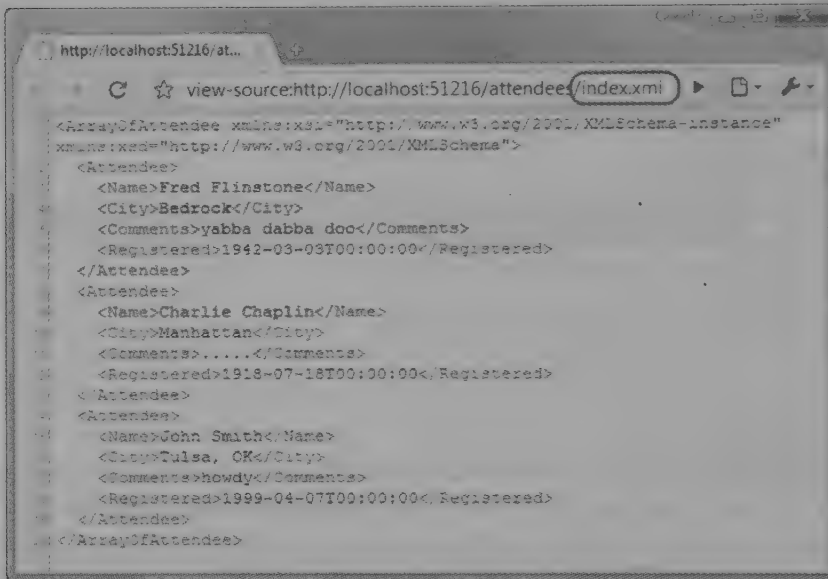 http://localhost:51216/at...
view-source:http://localhost:51216/attendees/index.xml
<ArrayOfAttendee xmlns:xsi="http://www.w3.org/2001/XMLSchema-instance"
xmlns:xsd="http://www.w3.org/2001/XMLSchema">
<Attendee>
<Name>Fred Flinstone</Name>
<City>Bedrock</City>
<Comments>yabba dabba doo</Comments>
<Registered>1942-03-03T00:00:00</Registered>
</Attendee>
<Attendee>
<Name>Charlie Chaplin</Name>
<City>Manhattan</City>
<Comments>.....</Comments>
<Registered>1918-07-18T00:00:00</Registered>
</Attendee>
<Attendee>
<Name>John Smith</Name>
<City>Tulsa, OK</City>
<Comments>howdy</Comments>
<Registered>1999-04-07T00:00:00</Registered>
</Attendee>
</ArrayOfAttendee>